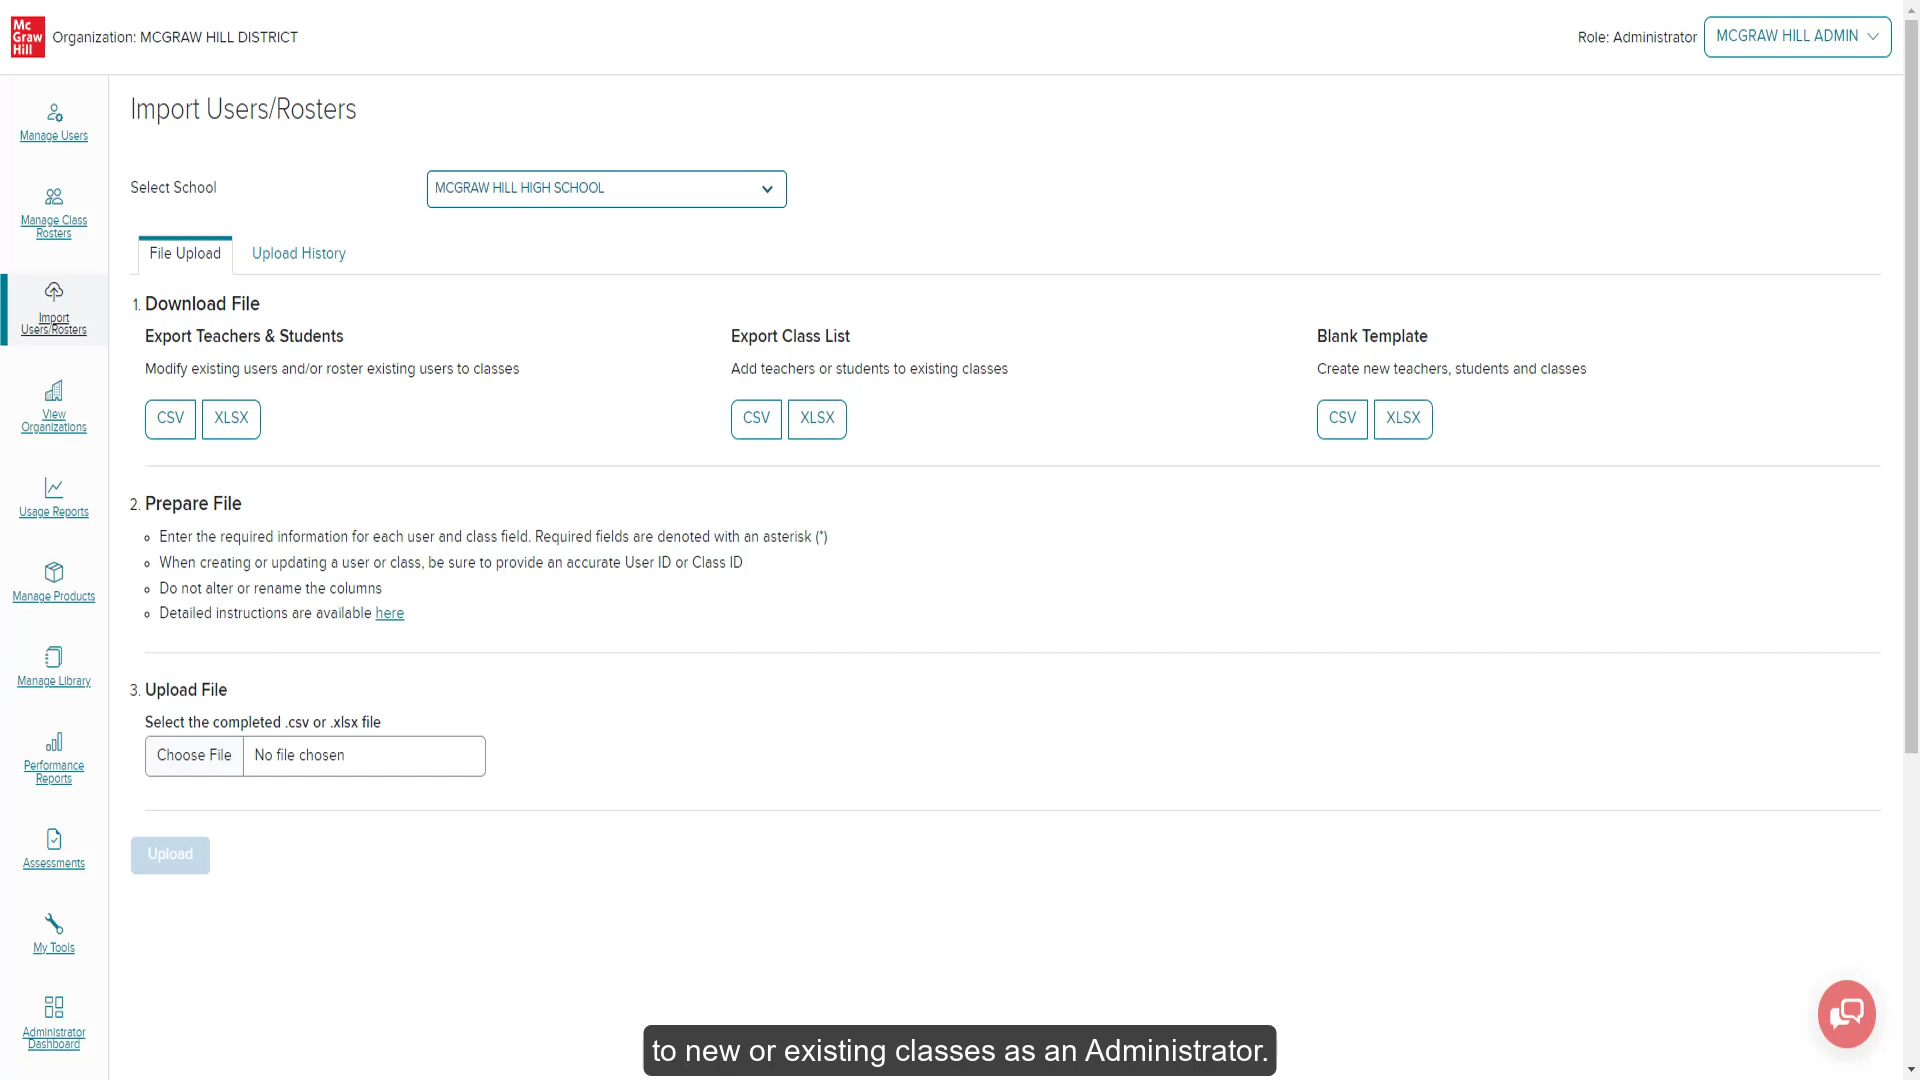 Mc
Graw
Hill
Organization: MCGRAW HILL DISTRICT
Role: Administrator
MCGRAW HILL ADMIN
Manage Users
Manage Class
Rosters
Import
Users/Rosters
View
Organizations
Usage Reports
Manage Products
Manage Library
Performance
Reports
Assessments
My Tools
Administrator
Dashboard
Import Users/Rosters
Select School
MCGRAW HILL HIGH SCHOOL
File Upload
Upload History
1. Download File
Export Teachers & Students
Modify existing users and/or roster existing users to classes
CSV
XLSX
Export Class List
Add teachers or students to existing classes
CSV
XLSX
Blank Template
Create new teachers, students and classes
CSV
XLSX
2. Prepare File
Enter the required information for each user and class field. Required fields are denoted with an asterisk (*)
When creating or updating a user or class, be sure to provide an accurate User ID or Class ID
Do not alter or rename the columns
Detailed instructions are available here
3. Upload File
Select the completed .csv or .xlsx file
Choose File
No file chosen
Upload
to new or existing classes as an Administrator.